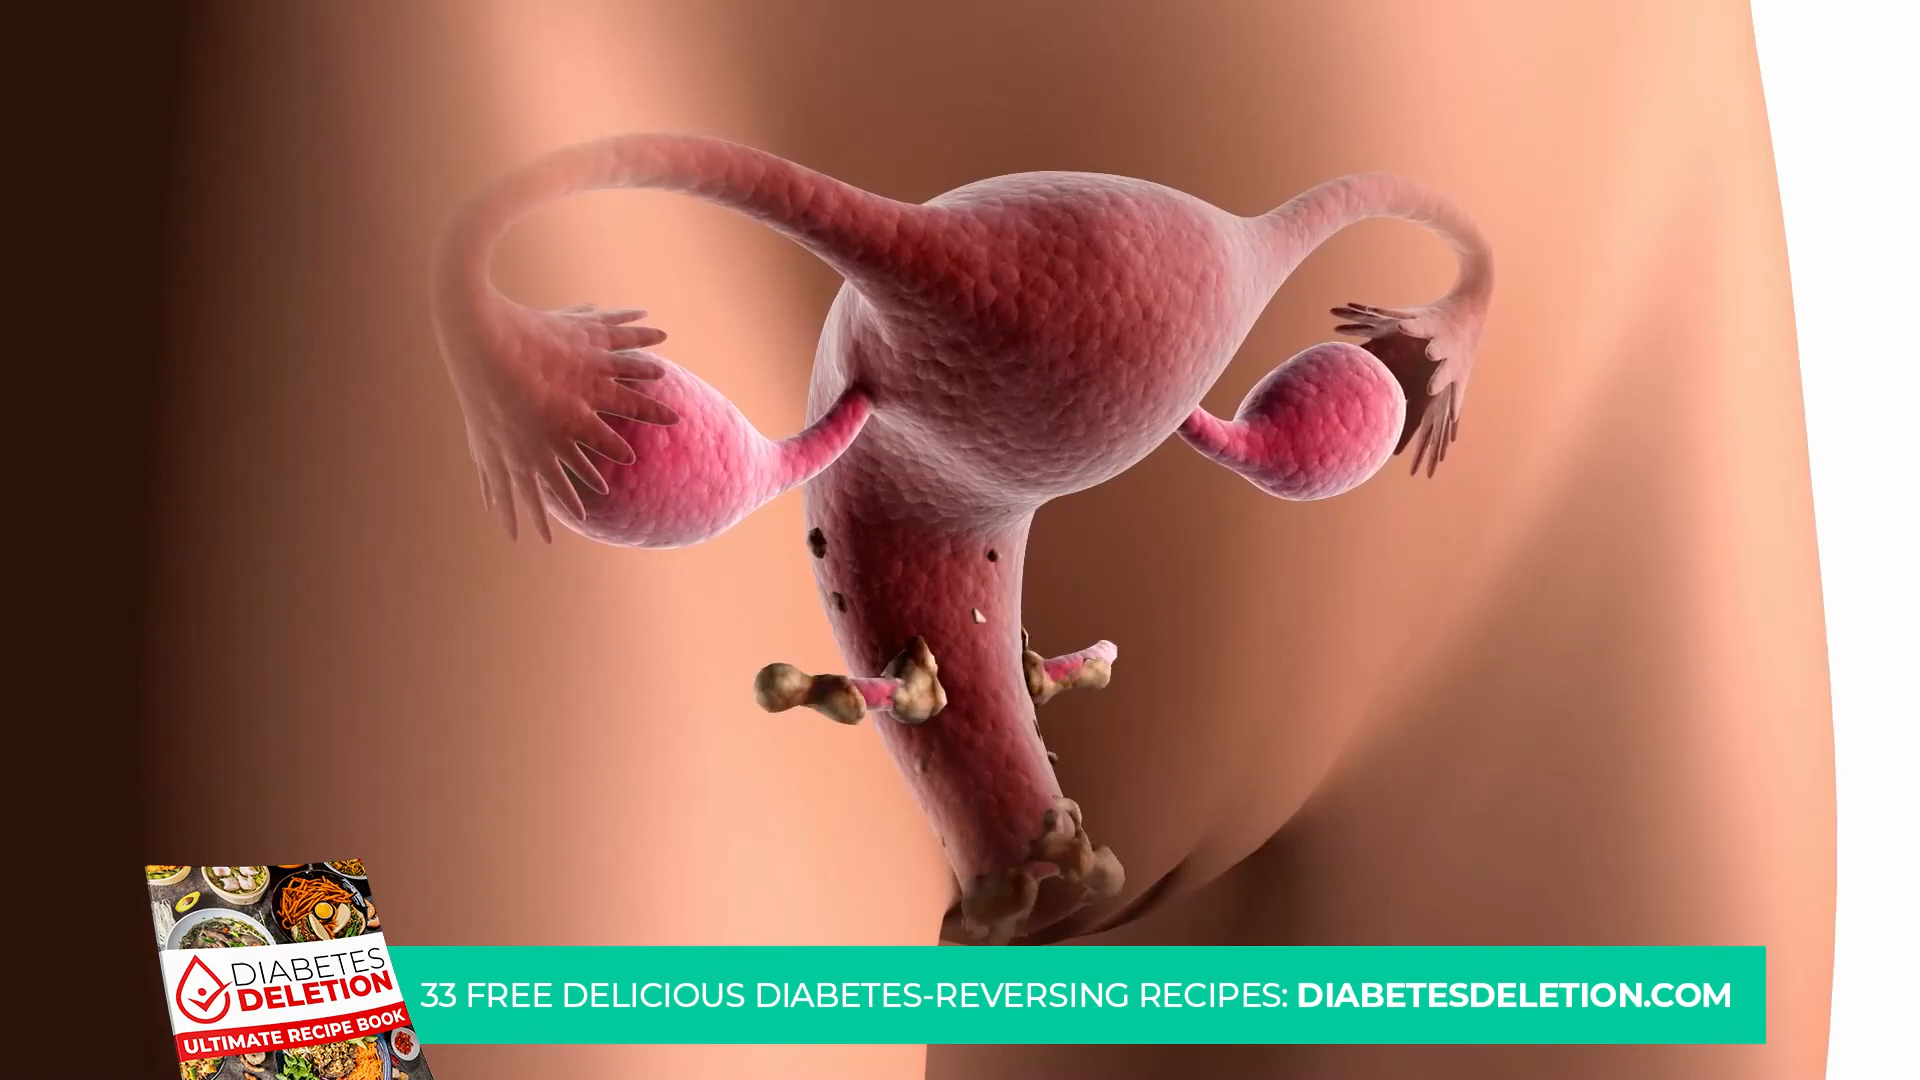 DIABETES
DELETION
ULTIMATE RECIPE BOOK
33 FREE DELICIOUS DIABETES-REVERSING RECIPES: DIABETESDELETION.COM